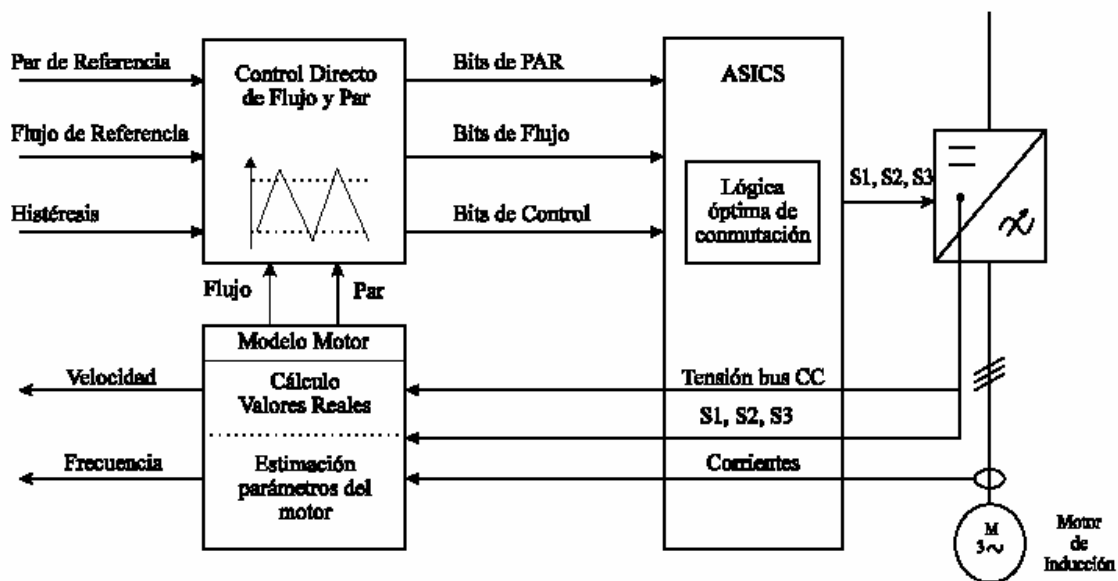 Par de Referencia
Flujo de Referencia
Histéresis
Control Directo
de Flujo y Par
Bits de PAR
Bits de Flujo
Bits de Control
ASICS
Lógica
óptima de
conmutación
S1, S2, S3
Flujo
Par
Modelo Motor
Cálculo
Valores Reales
Estimación
parámetros del
motor
Velocidad
Frecuencia
Tensión bus CC
S1, S2, S3
Corrientes
M
3~
Motor
de
Inducción